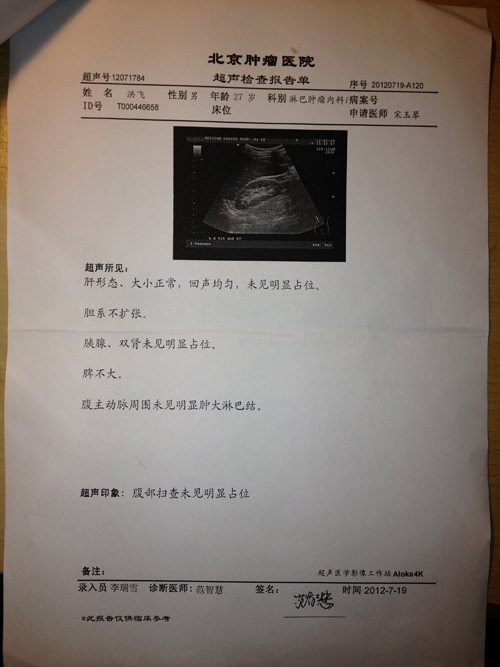 北京肿瘤医院
超声检查报告单
超声号 12071784 序号 20120719-A120
姓 名 洪飞 性别 男 年龄 27 岁 科别 淋巴肿瘤内科( 病案号
ID号 T000446658 床位 申请医师 宋玉琴
超声所见:
肝形态、大小正常，回声均匀，未见明显占位。
胆系不扩张。
胰腺、双肾未见明显占位。
脾不大。
腹主动脉周围未见明显肿大淋巴结。
超声印象: 腹部扫查未见明显占位
备注: 超声医学影像工作站 Aloka4K
录入员 李瑞雪 诊断医师: 范智慧 签名: 范智慧 时间 2012-7-19
*此报告仅供临床参考